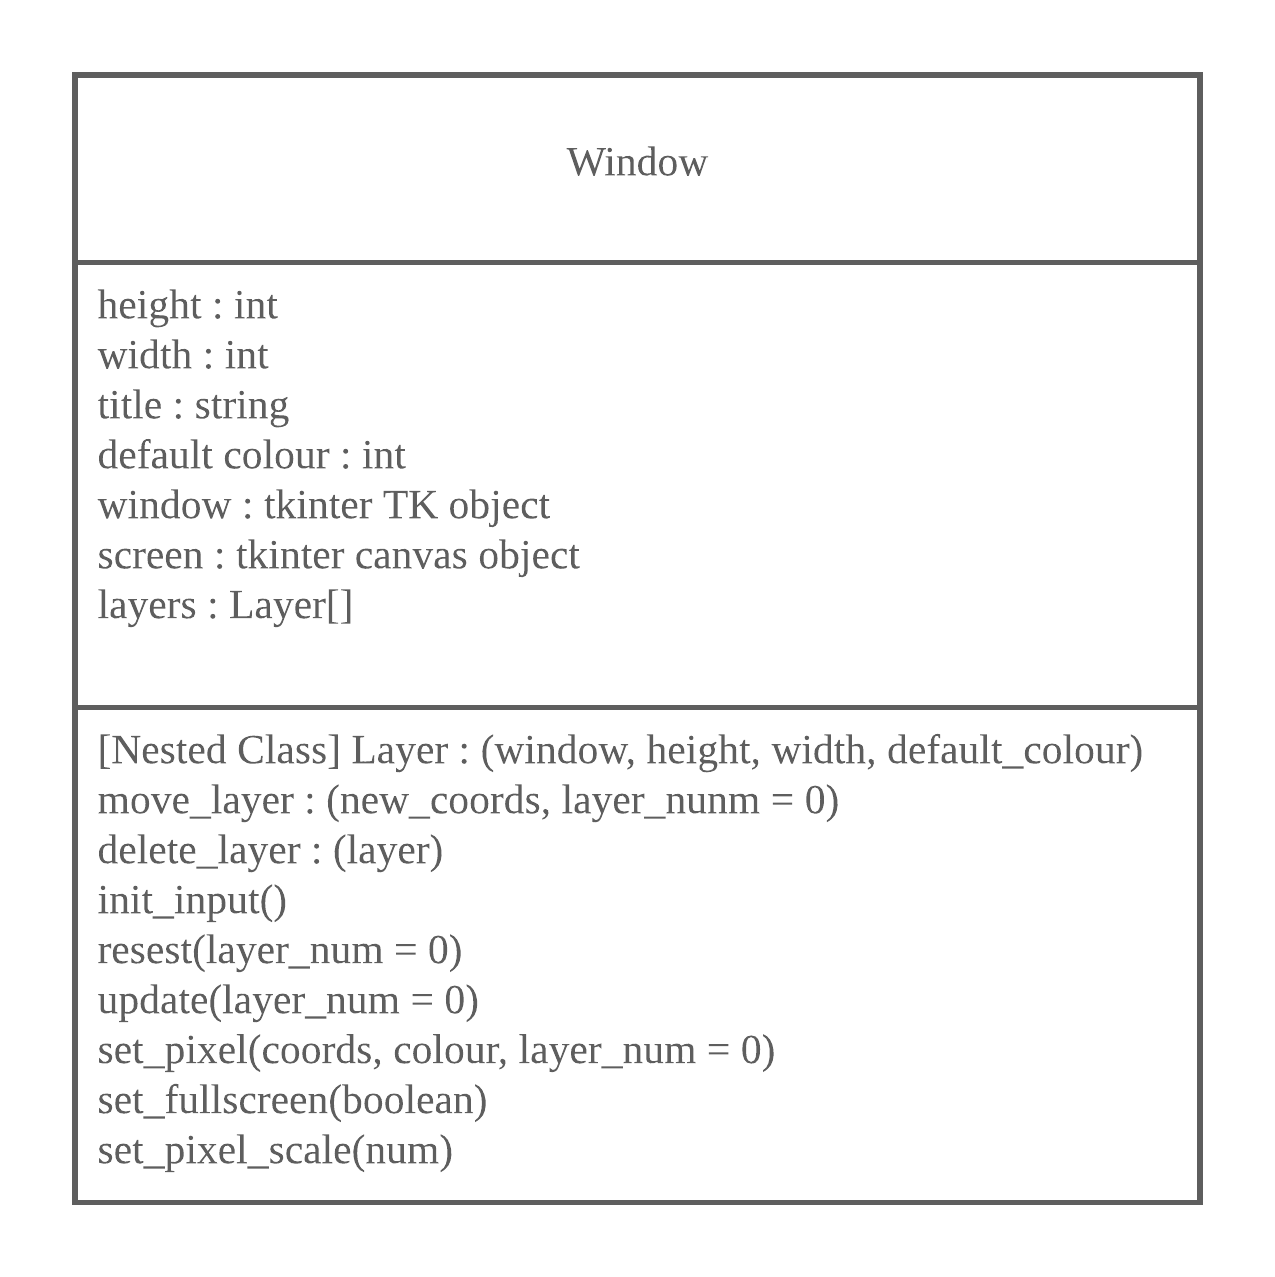 Window
height : int
width : int
title : string
default colour : int
window : tkinter TK object
screen : tkinter canvas object
layers : Layer[]
[Nested Class] Layer : (window, height, width, default_colour)
move_layer : (new_coords, layer_nunm = 0)
delete_layer : (layer)
init_input()
resest(layer_num = 0)
update(layer_num = 0)
set_pixel(coords, colour, layer_num = 0)
set_fullscreen(boolean)
set_pixel_scale(num)